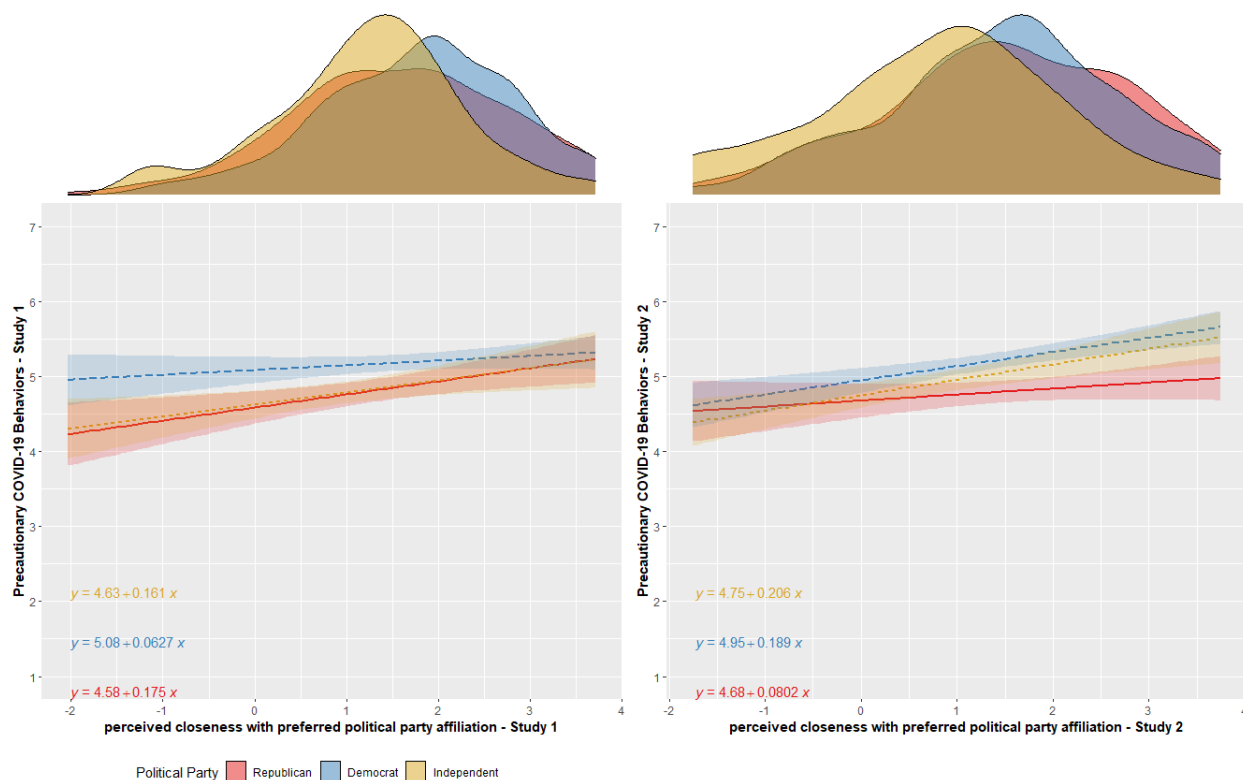 Precautionary COVID-19 Behaviors - Study 1
7
6
5
4
3
2
1
y = 4.63 + 0.161 x
y = 5.08 + 0.0627 x
y = 4.58 + 0.175 x
-2 -1 0 1 2 3 4
perceived closeness with preferred political party affiliation - Study 1
Precautionary COVID-19 Behaviors - Study 2
7
6
5
4
3
2
1
y = 4.75 + 0.206 x
y = 4.95 + 0.189 x
y = 4.68 + 0.0802 x
-1 0 1 2 3 4
perceived closeness with preferred political party affiliation - Study 2
Political Party Republican Democrat Independent